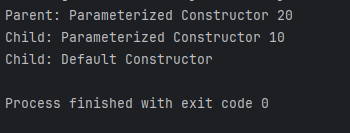 Parent: Parameterized Constructor 20
Child: Parameterized Constructor 10
Child: Default Constructor
Process finished with exit code 0